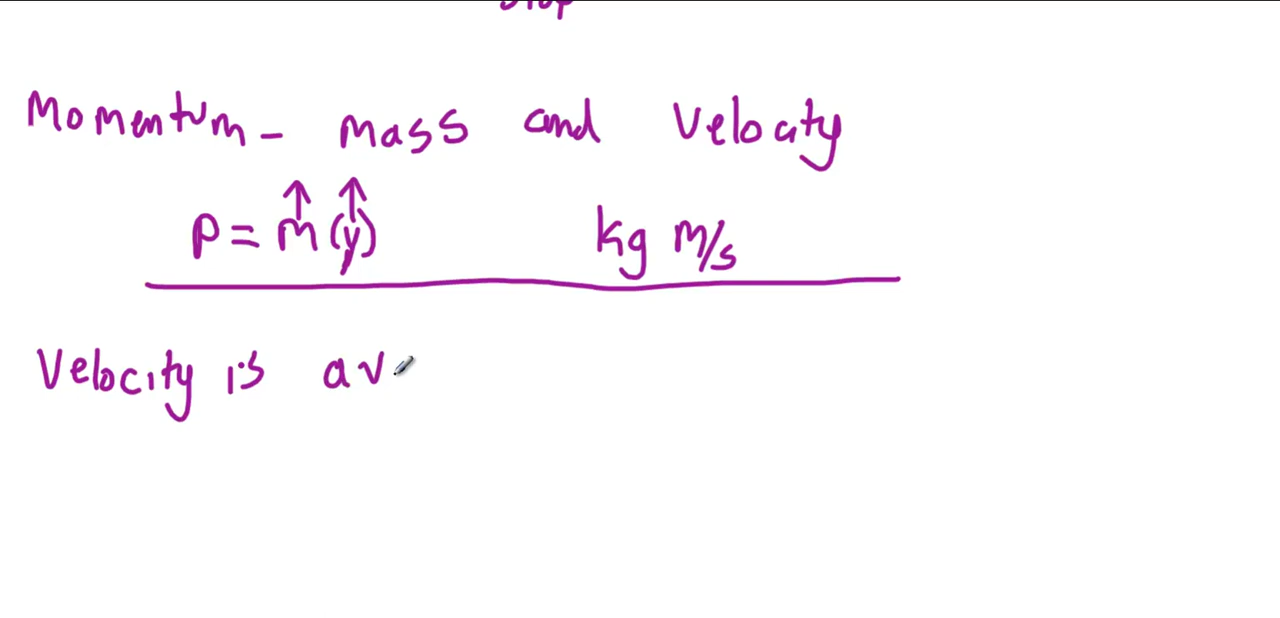 Momentum - mass and Velocity
P = m (y) kg m/s
Velocity is a v